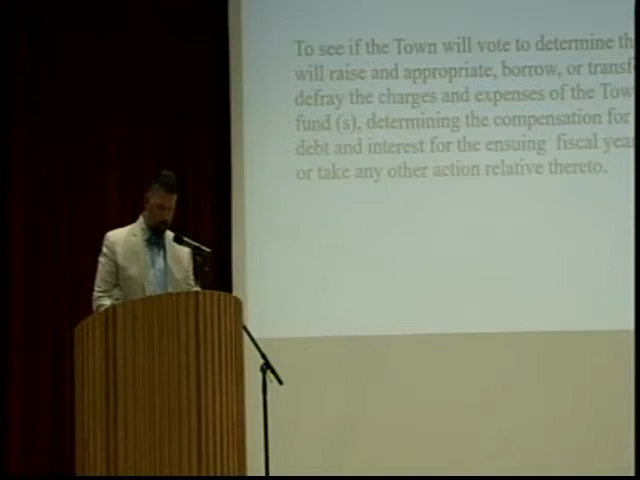 To see if the Town will vote to determine th
will raise and appropriate, borrow, or transf
defray the charges and expenses of the Tow
fund (s), determining the compensation for
debt and interest for the ensuing fiscal yea
or take any other action relative thereto.